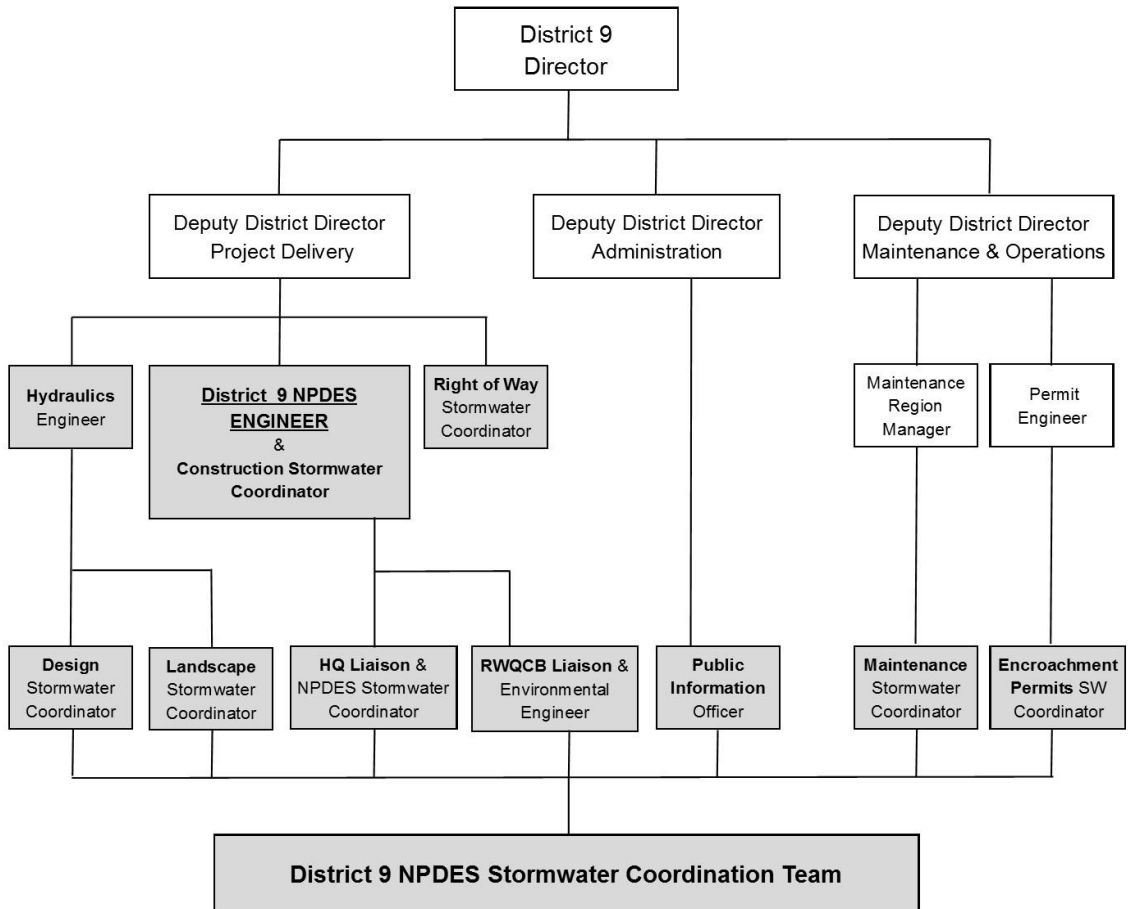 District 9
Director
Deputy District Director
Project Delivery
Deputy District Director
Administration
Deputy District Director
Maintenance & Operations
Hydraulics
Engineer
District 9 NPDES
ENGINEER
&
Construction Stormwater
Coordinator
Right of Way
Stormwater
Coordinator
Maintenance
Region
Manager
Permit
Engineer
Design
Stormwater
Coordinator
Landscape
Stormwater
Coordinator
HQ Liaison &
NPDES Stormwater
Coordinator
RWQCB Liaison &
Environmental
Engineer
Public
Information
Officer
Maintenance
Stormwater
Coordinator
Encroachment
Permits SW
Coordinator
District 9 NPDES Stormwater Coordination Team